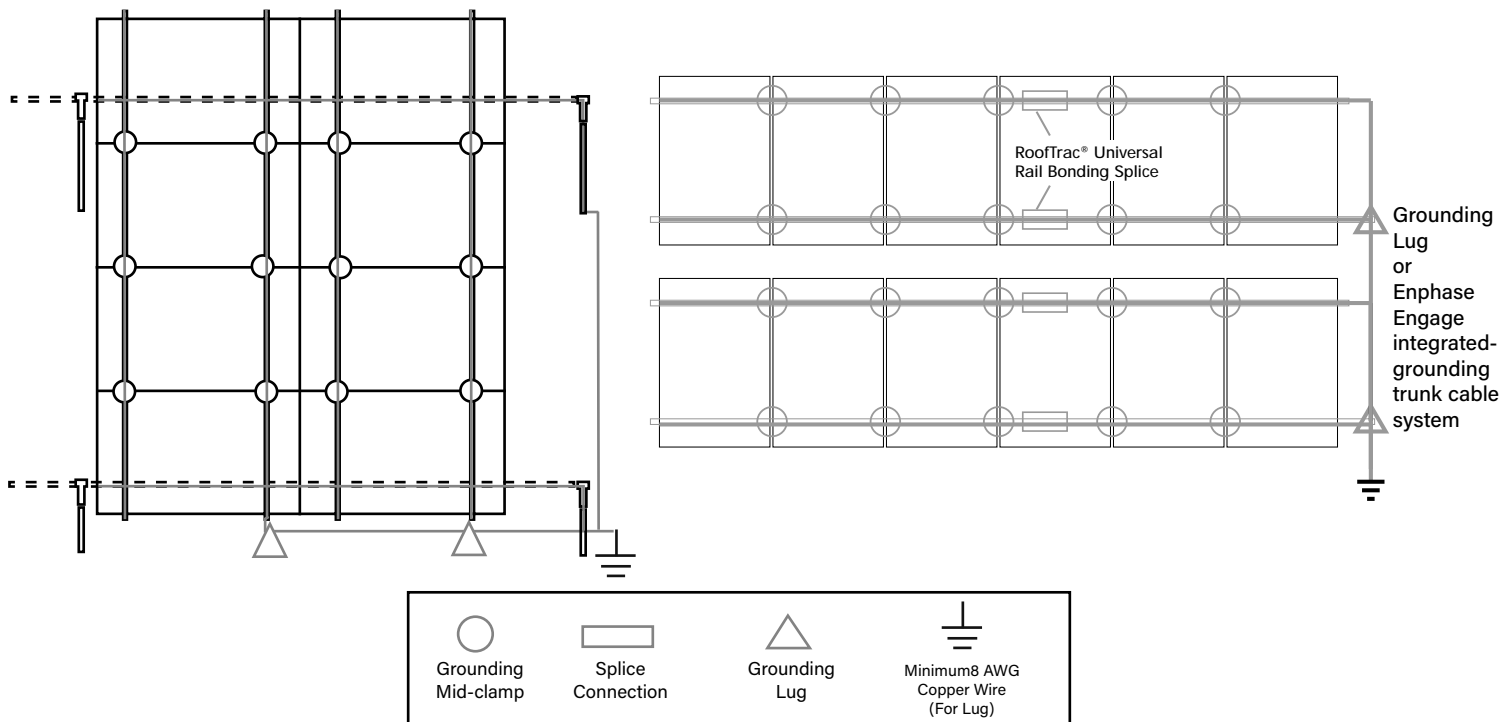 RoofTrac® Universal
Rail Bonding Splice
Grounding
Lug
or
Enphase
Engage
integrated-
grounding
trunk cable
system
Grounding
Mid-clamp
Splice
Connection
Grounding
Lug
Minimum8 AWG
Copper Wire
(For Lug)